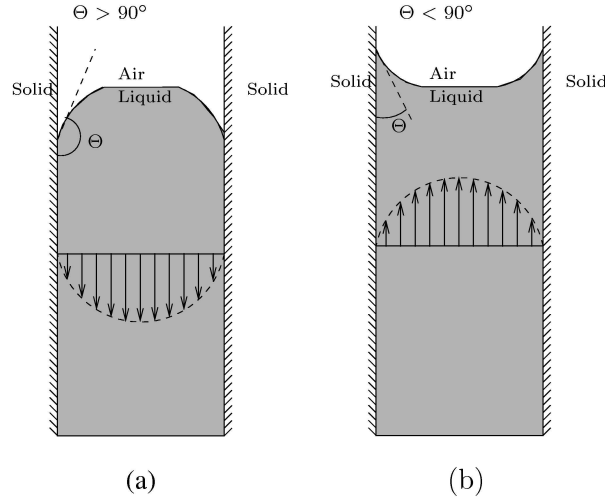 Θ > 90°
Air
Solid
Liquid
Solid
Θ
(a)
Θ < 90°
Air
Solid
Liquid
Solid
Θ
(b)